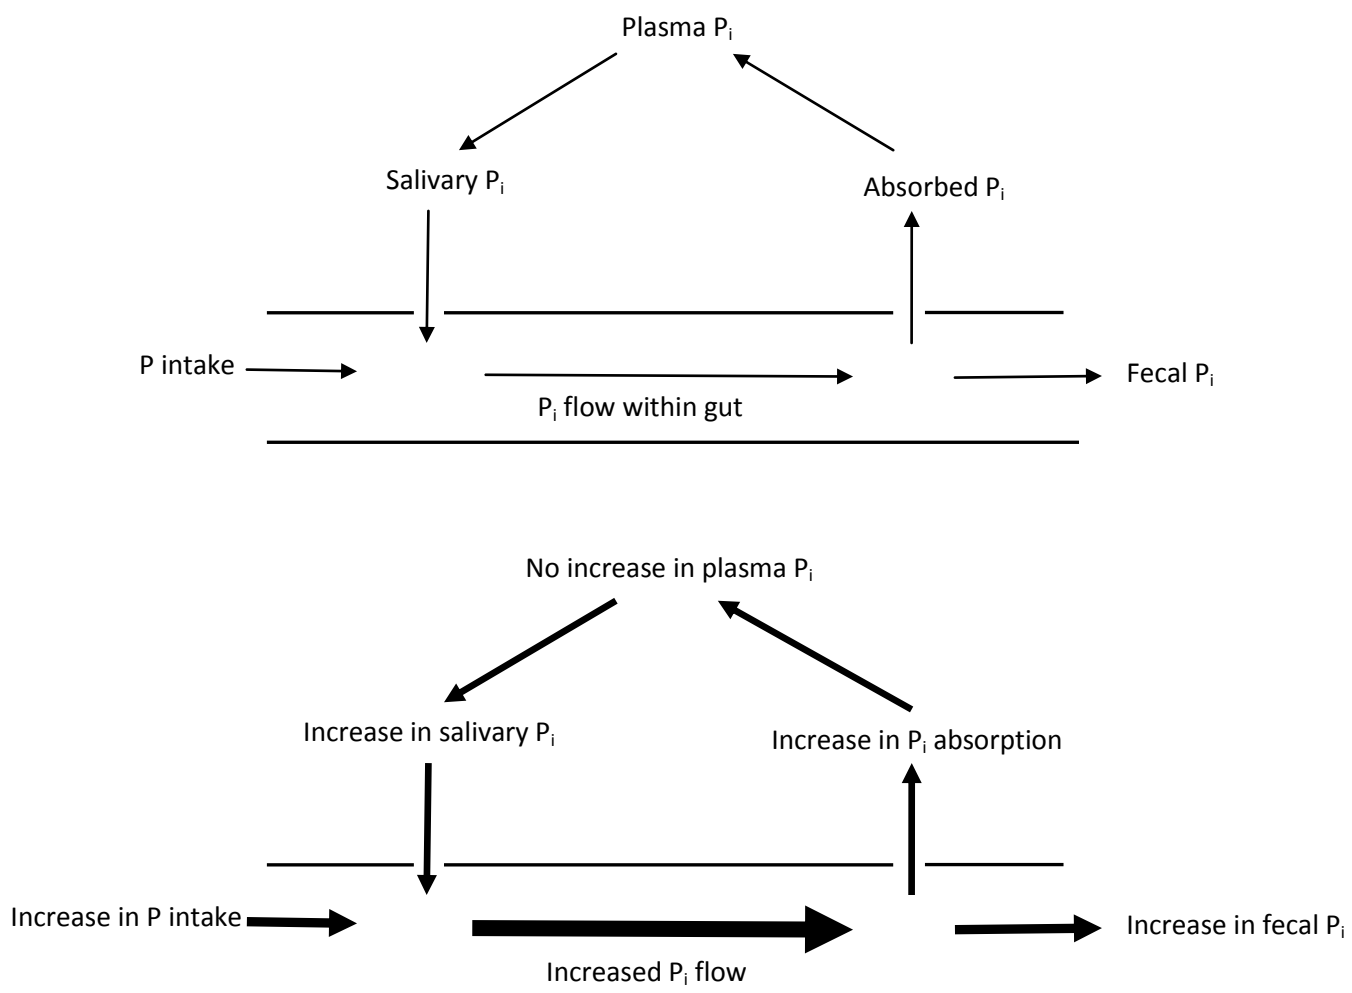 Plasma Pi
Salivary Pi
Absorbed Pi
P intake
Fecal Pi
Pi flow within gut
No increase in plasma Pi
Increase in salivary Pi
Increase in Pi absorption
Increase in P intake
Increase in fecal Pi
Increased Pi flow